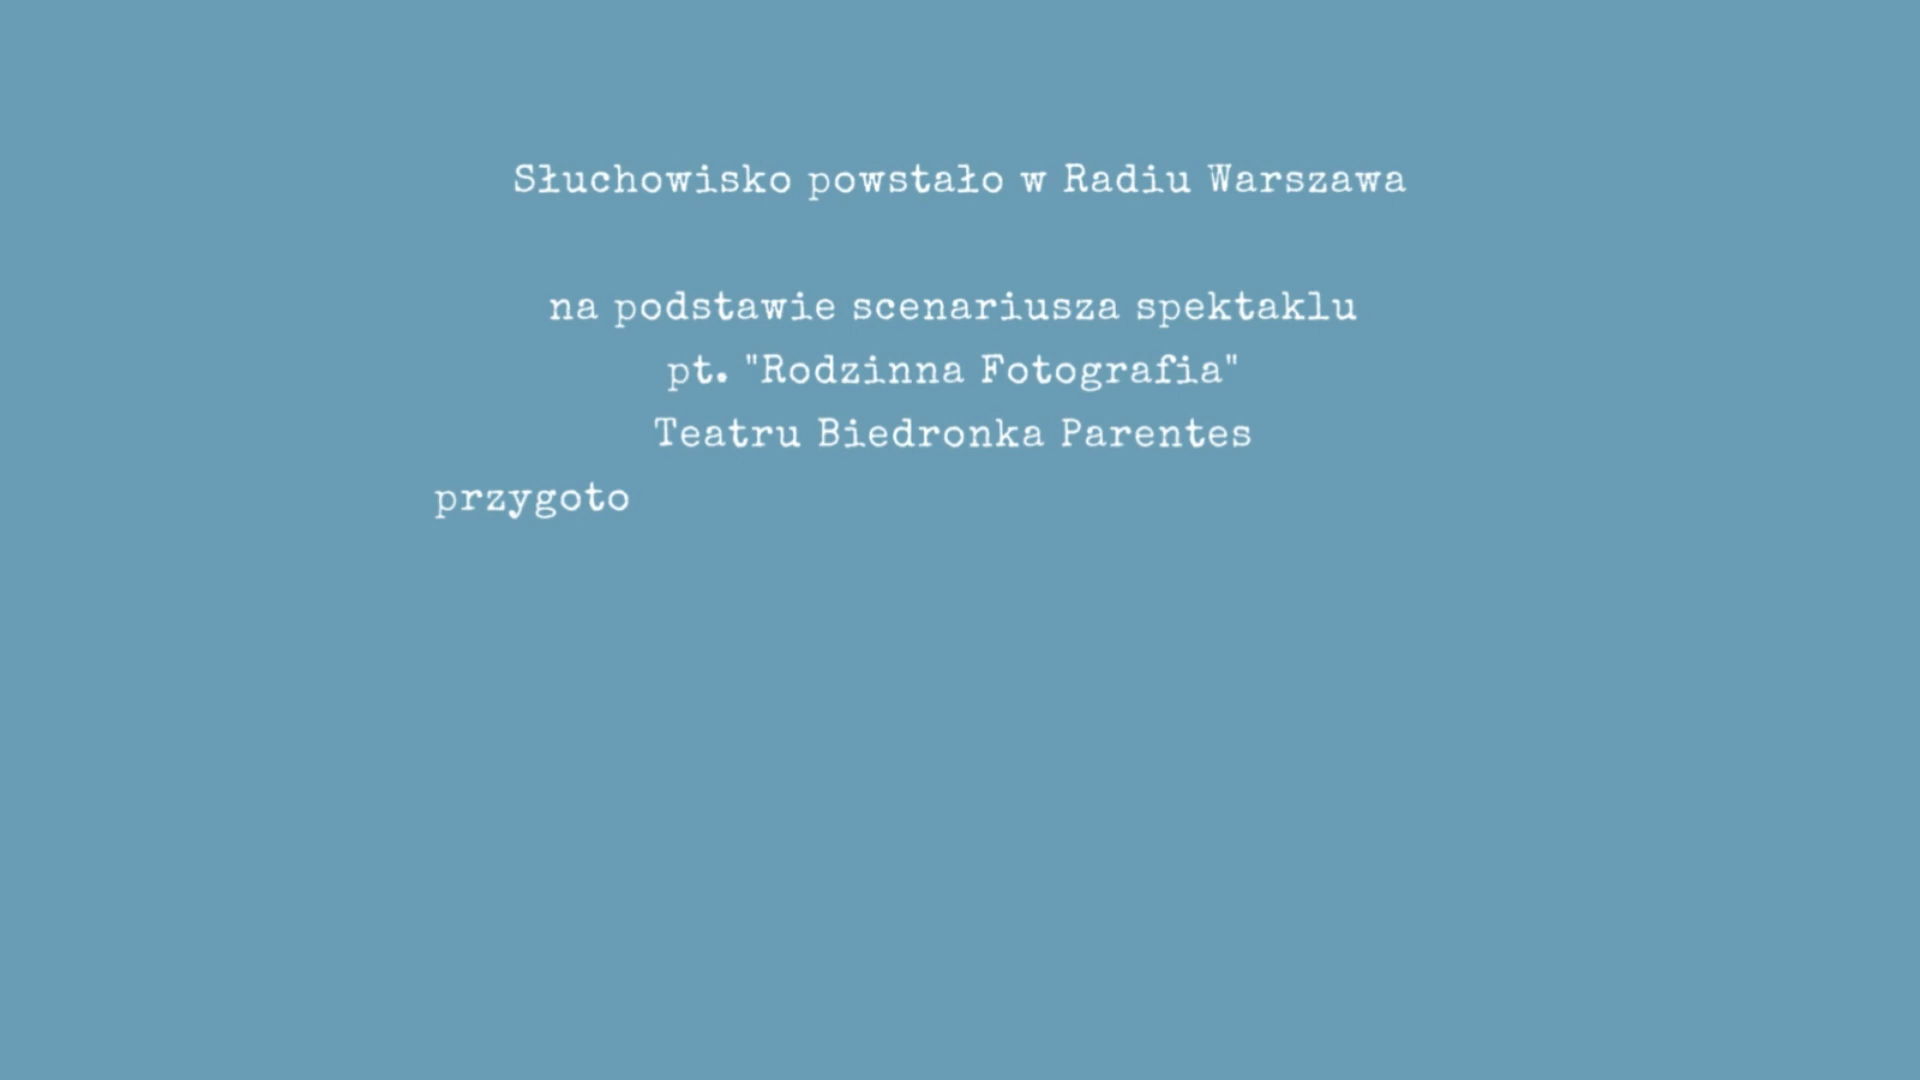 Słuchowisko powstało w Radiu Warszawa
na podstawie scenariusza spektaklu
pt. "Rodzinna Fotografia"
Teatru Biedronka Parentes
przygoto